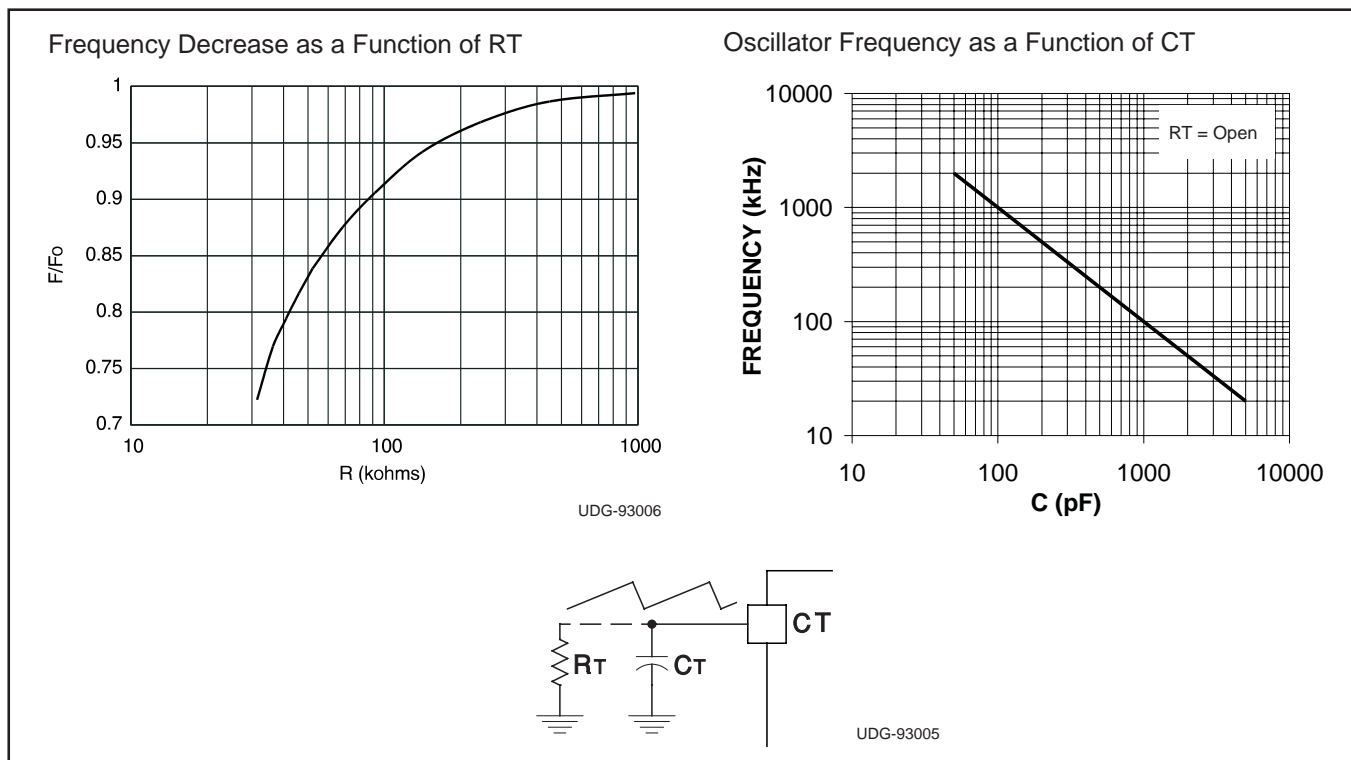 Frequency Decrease as a Function of RT
1
0.95
0.9
0.85
0.8
0.75
0.7
F/Fo
10
100
1000
R (kohms)
UDG-93006
Oscillator Frequency as a Function of CT
10000
1000
100
10
FREQUENCY (kHz)
RT = Open
10
100
1000
10000
C (pF)
RT
CT
CT
UDG-93005